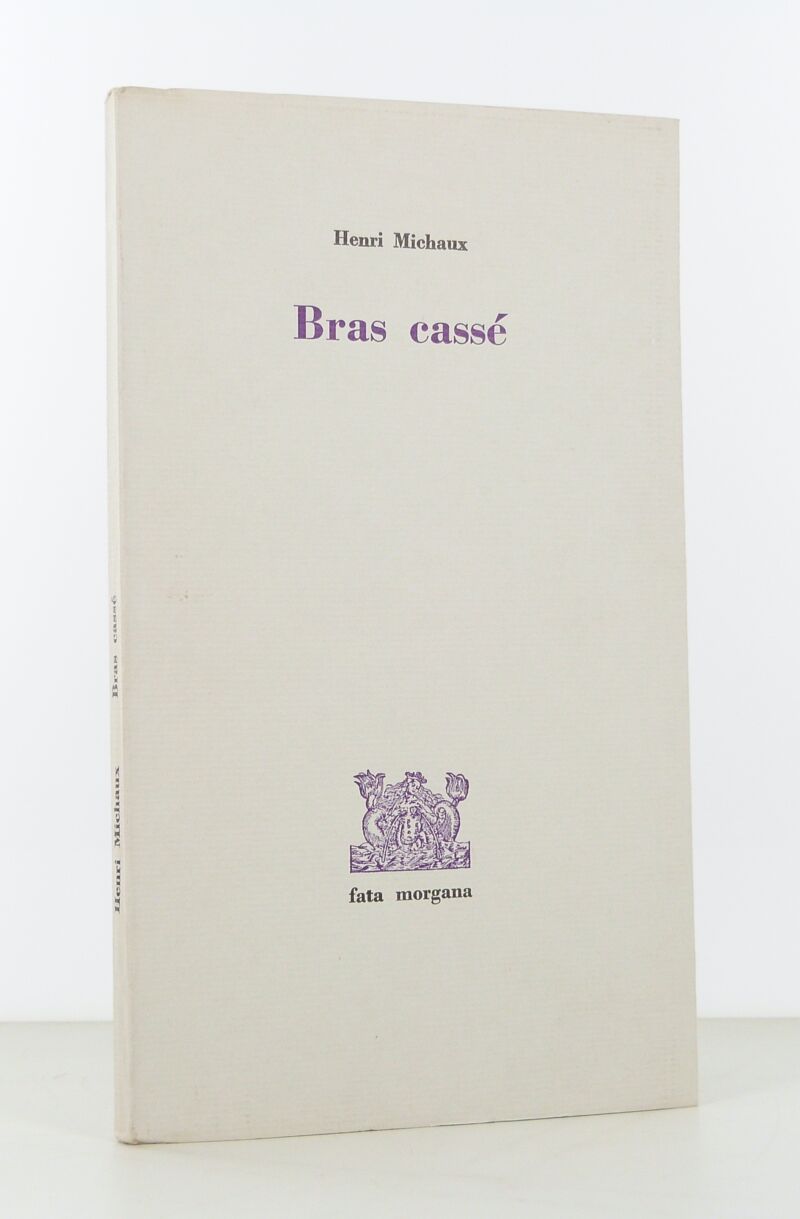 Henri Michaux
Bras cassé
fata morgana
Henri Michaux Bras cassé